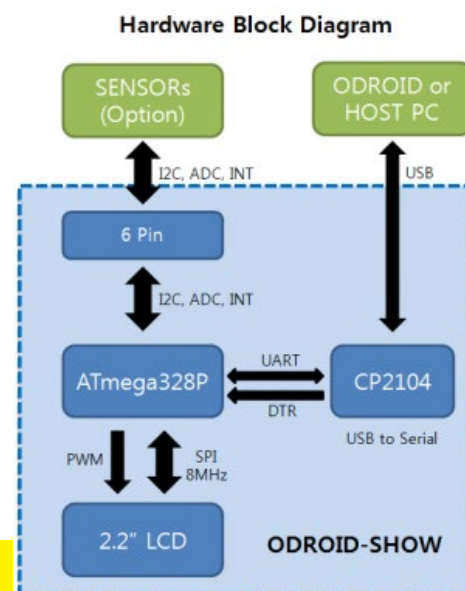 Hardware Block Diagram
SENSORs
(Option)
ODROID or
HOST PC
I2C, ADC, INT
USB
6 Pin
I2C, ADC, INT
ATmega328P
UART
DTR
CP2104
USB to Serial
PWM
SPI
8MHz
2.2" LCD
ODROID-SHOW